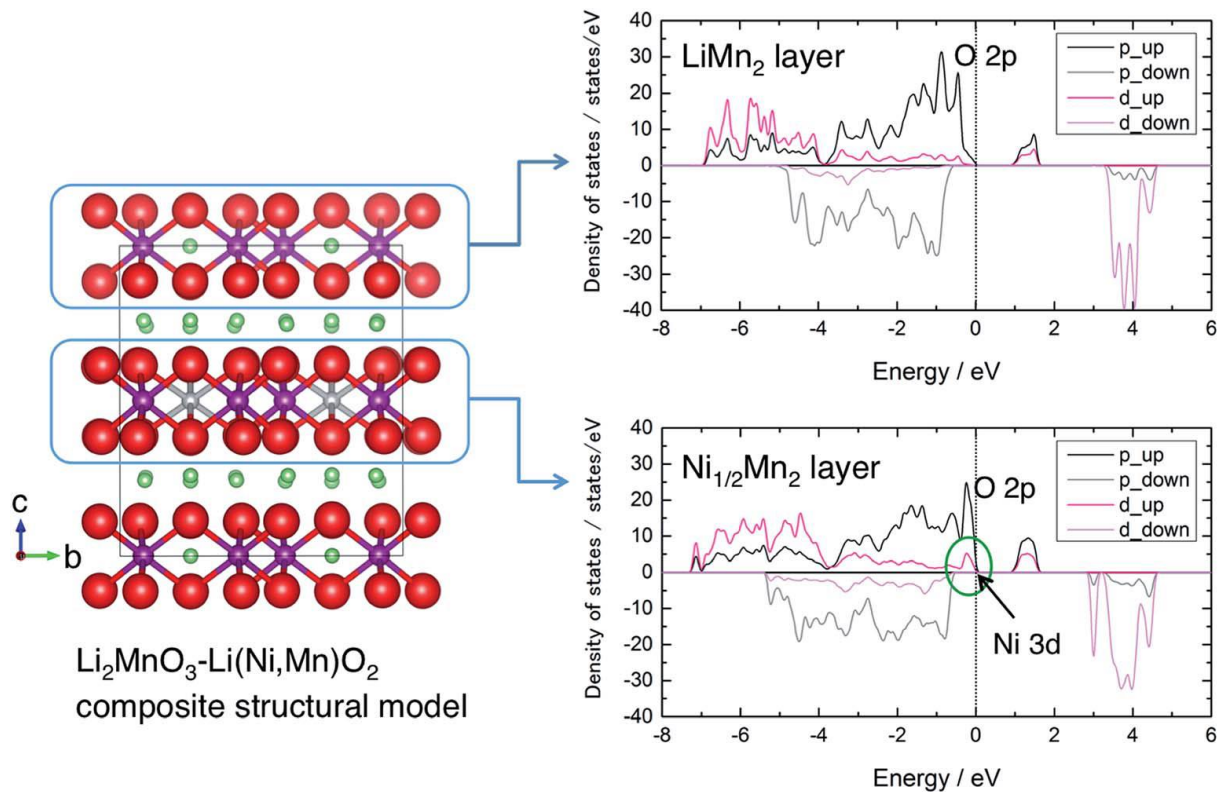 c
b
Li₂MnO₃-Li(Ni,Mn)O₂
composite structural model
LiMn₂ layer
O 2p
p_up
p_down
d_up
d_down
Density of states / states/eV
40
30
20
10
0
-10
-20
-30
-40
-8 -6 -4 -2 0 2 4 6
Energy / eV
Ni₁/₂Mn₂ layer
O 2p
Ni 3d
p_up
p_down
d_up
d_down
Density of states / states/eV
40
30
20
10
0
-10
-20
-30
-40
-8 -6 -4 -2 0 2 4 6
Energy / eV